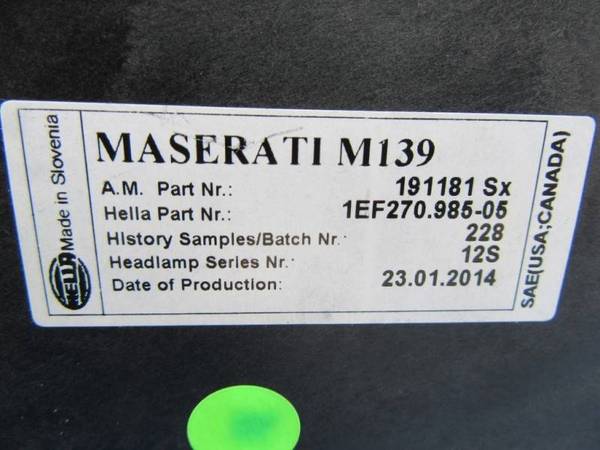 MASERATI M139
A.M. Part Nr.: 191181 Sx
Hella Part Nr.: 1EF270.985-05
History Samples/Batch Nr.: 228
Headlamp Series Nr.: 12S
Date of Production: 23.01.2014
HELLA
Made in Slovenia
SAE(USA;CANADA)